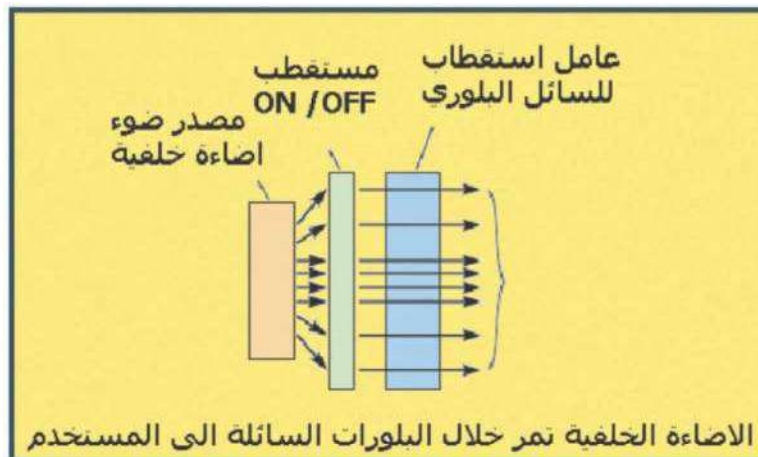 عامل استقطاب
للسائل البلوري
مستقطب
ON /OFF
مصدر ضوء
اضاءة خلفية
الاضاءة الخلفية تمر خلال البلورات السائلة الى المستخدم